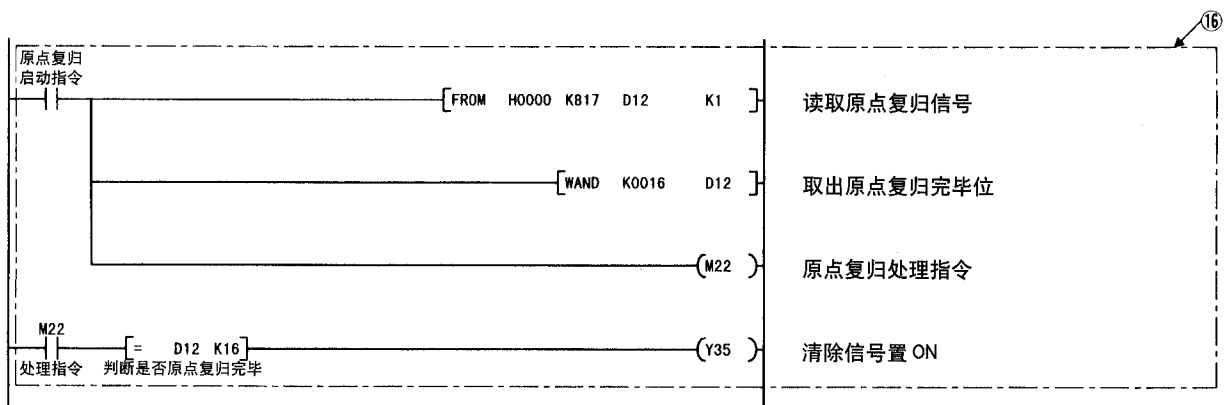 ⑯
原点复归
启动指令
FROM H0000 K817 D12 K1 读取原点复归信号
WAND K0016 D12 取出原点复归完毕位
M22 原点复归处理指令
M22
= D12 K16 Y35 清除信号置 ON
处理指令 判断是否原点复归完毕